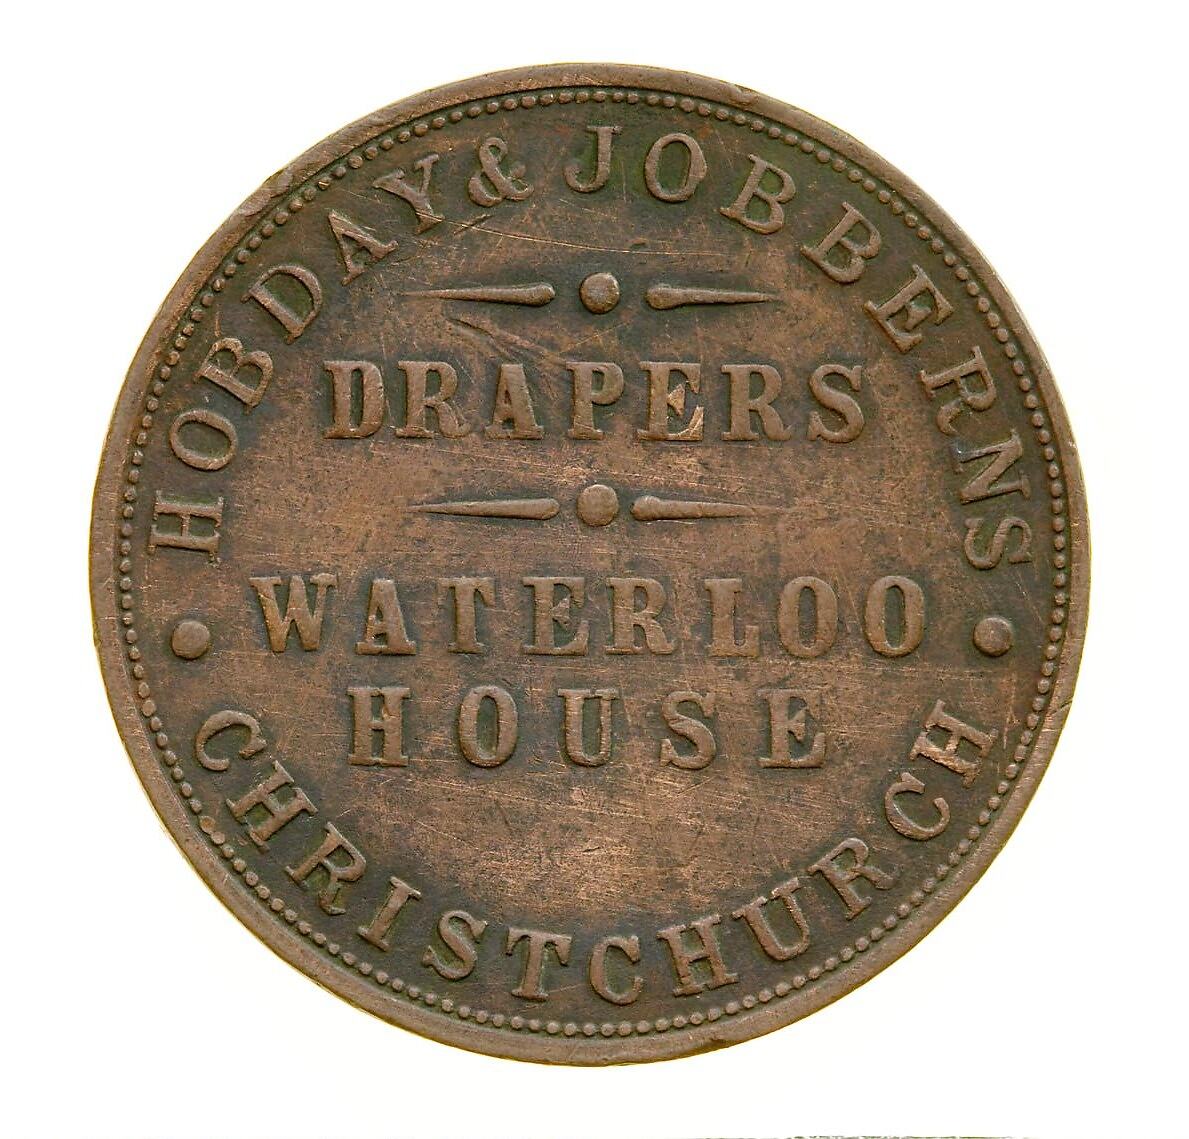 HOBDAY & JOBBERNS
DRAPERS
WATERLOO
HOUSE
CHRISTCHURCH